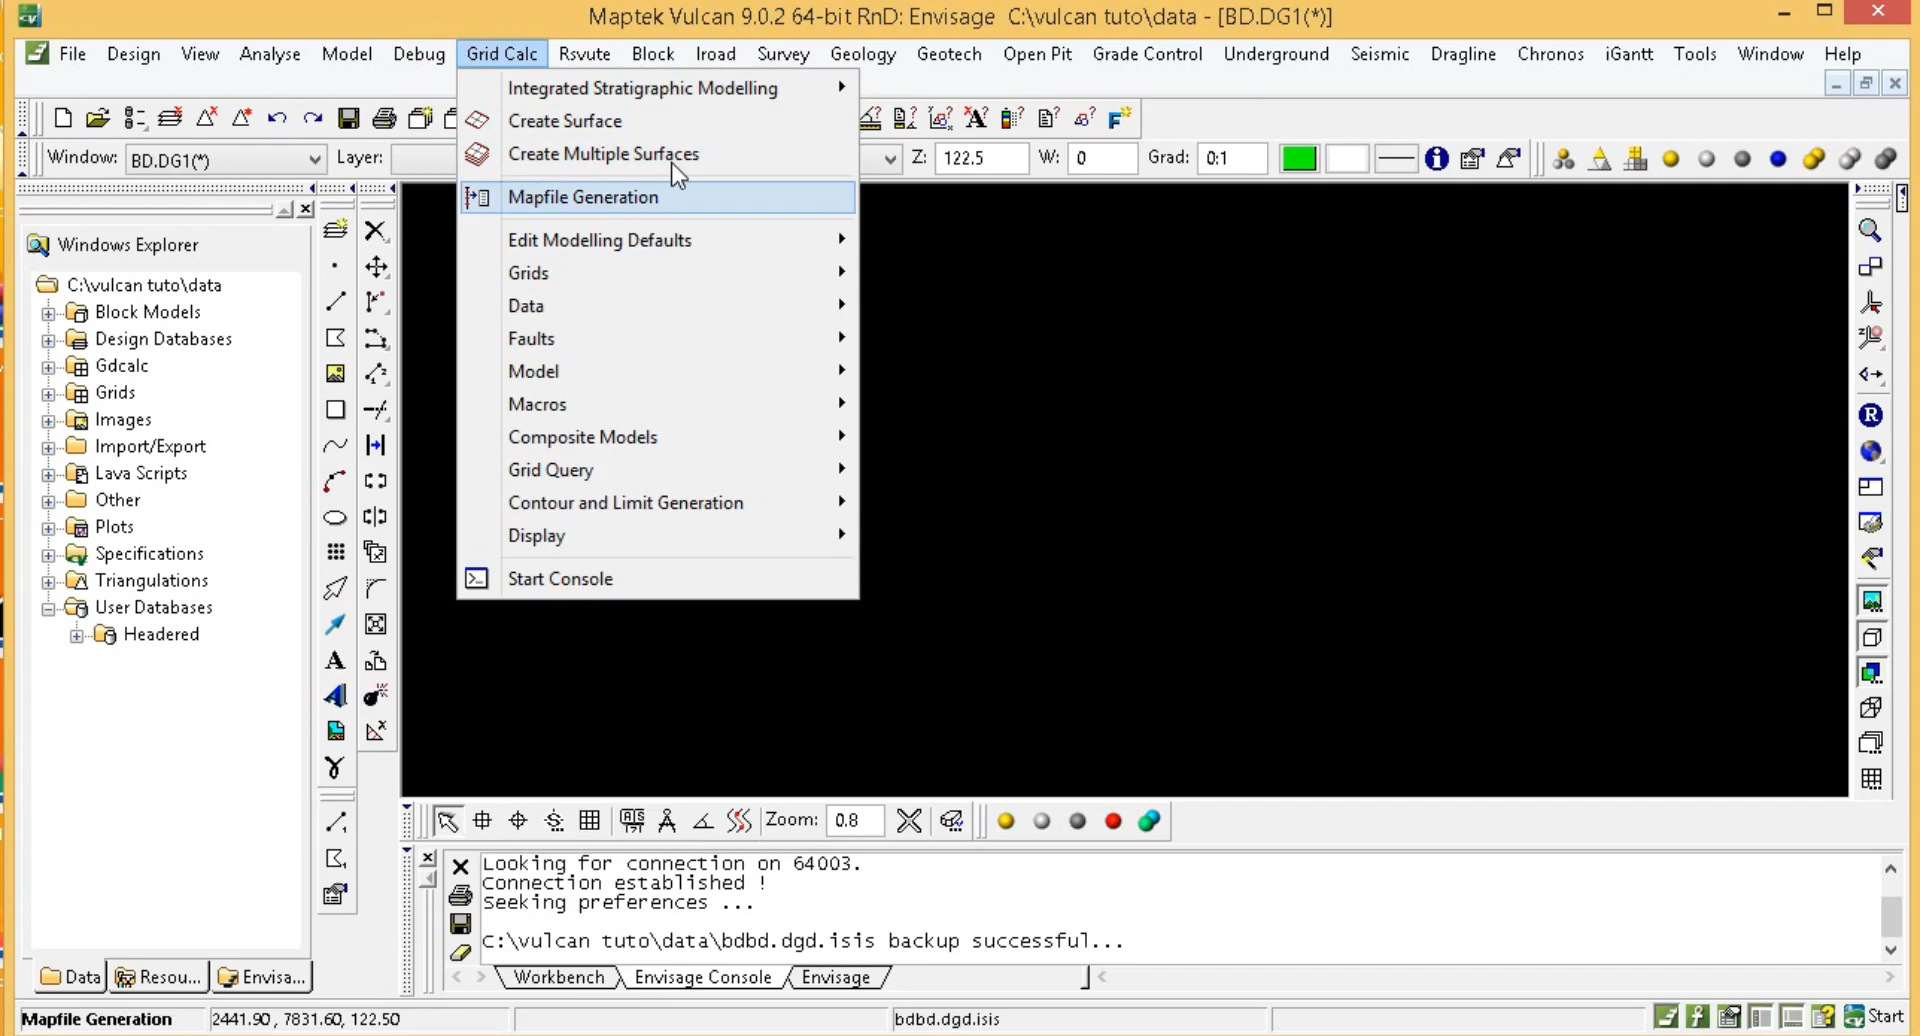 Maptek Vulcan 9.0.2 64-bit RnD: Envisage C:\vulcan tuto\data - [BD.DG1(*)]
File Design View Analyse Model Debug Grid Calc Rsvute Block Iroad Survey Geology Geotech Open Pit Grade Control Underground Seismic Dragline Chronos iGantt Tools Window Help
Window: BD.DG1(*) Layer: Z: 122.5 W: 0 Grad: 0:1
Integrated Stratigraphic Modelling
Create Surface
Create Multiple Surfaces
Mapfile Generation
Edit Modelling Defaults
Grids
Data
Faults
Model
Macros
Composite Models
Grid Query
Contour and Limit Generation
Display
Start Console
Windows Explorer
C:\vulcan tuto\data
Block Models
Design Databases
Gdcalc
Grids
Images
Import/Export
Lava Scripts
Other
Plots
Specifications
Triangulations
User Databases
Headered
Data Resou... Envisa...
Zoom: 0.8
Looking for connection on 64003.
Connection established !
Seeking preferences ...
C:\vulcan tuto\data\bdbd.dgd.isis backup successful...
Workbench Envisage Console Envisage
Mapfile Generation 2441.90 , 7831.60, 122.50 bdbd.dgd.isis Start